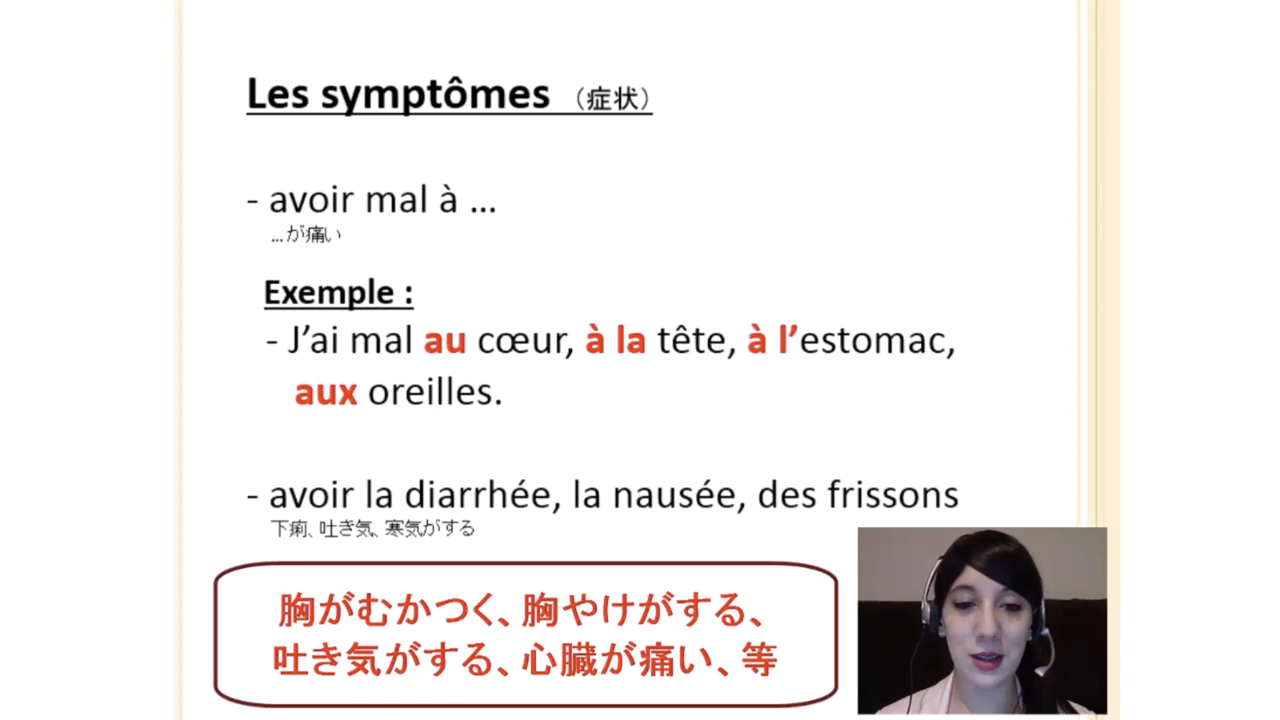 Les symptômes （症状）
- avoir mal à ...
...が痛い
Exemple :
- J’ai mal au cœur, à la tête, à l’estomac,
aux oreilles.
- avoir la diarrhée, la nausée, des frissons
下痢、吐き気、寒気がする
胸がむかつく、胸やけがする、
吐き気がする、心臓が痛い、等